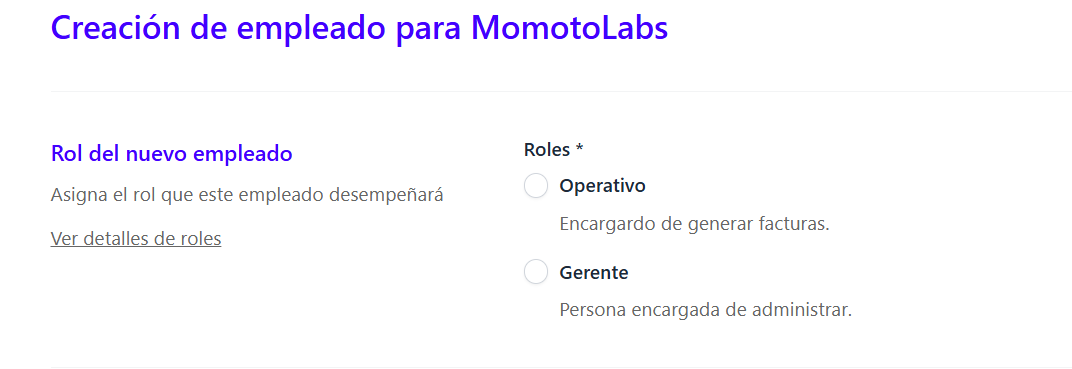 Creación de empleado para MomotoLabs
Rol del nuevo empleado
Asigna el rol que este empleado desempeñará
Ver detalles de roles
Roles *
Operativo
Encargardo de generar facturas.
Gerente
Persona encargada de administrar.